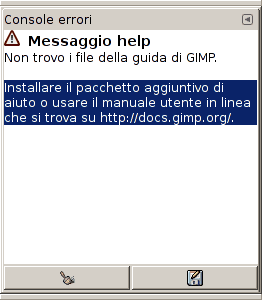 Console errori
Messaggio help
Non trovo i file della guida di GIMP.
Installare il pacchetto aggiuntivo di
aiuto o usare il manuale utente in linea
che si trova su http://docs.gimp.org/.